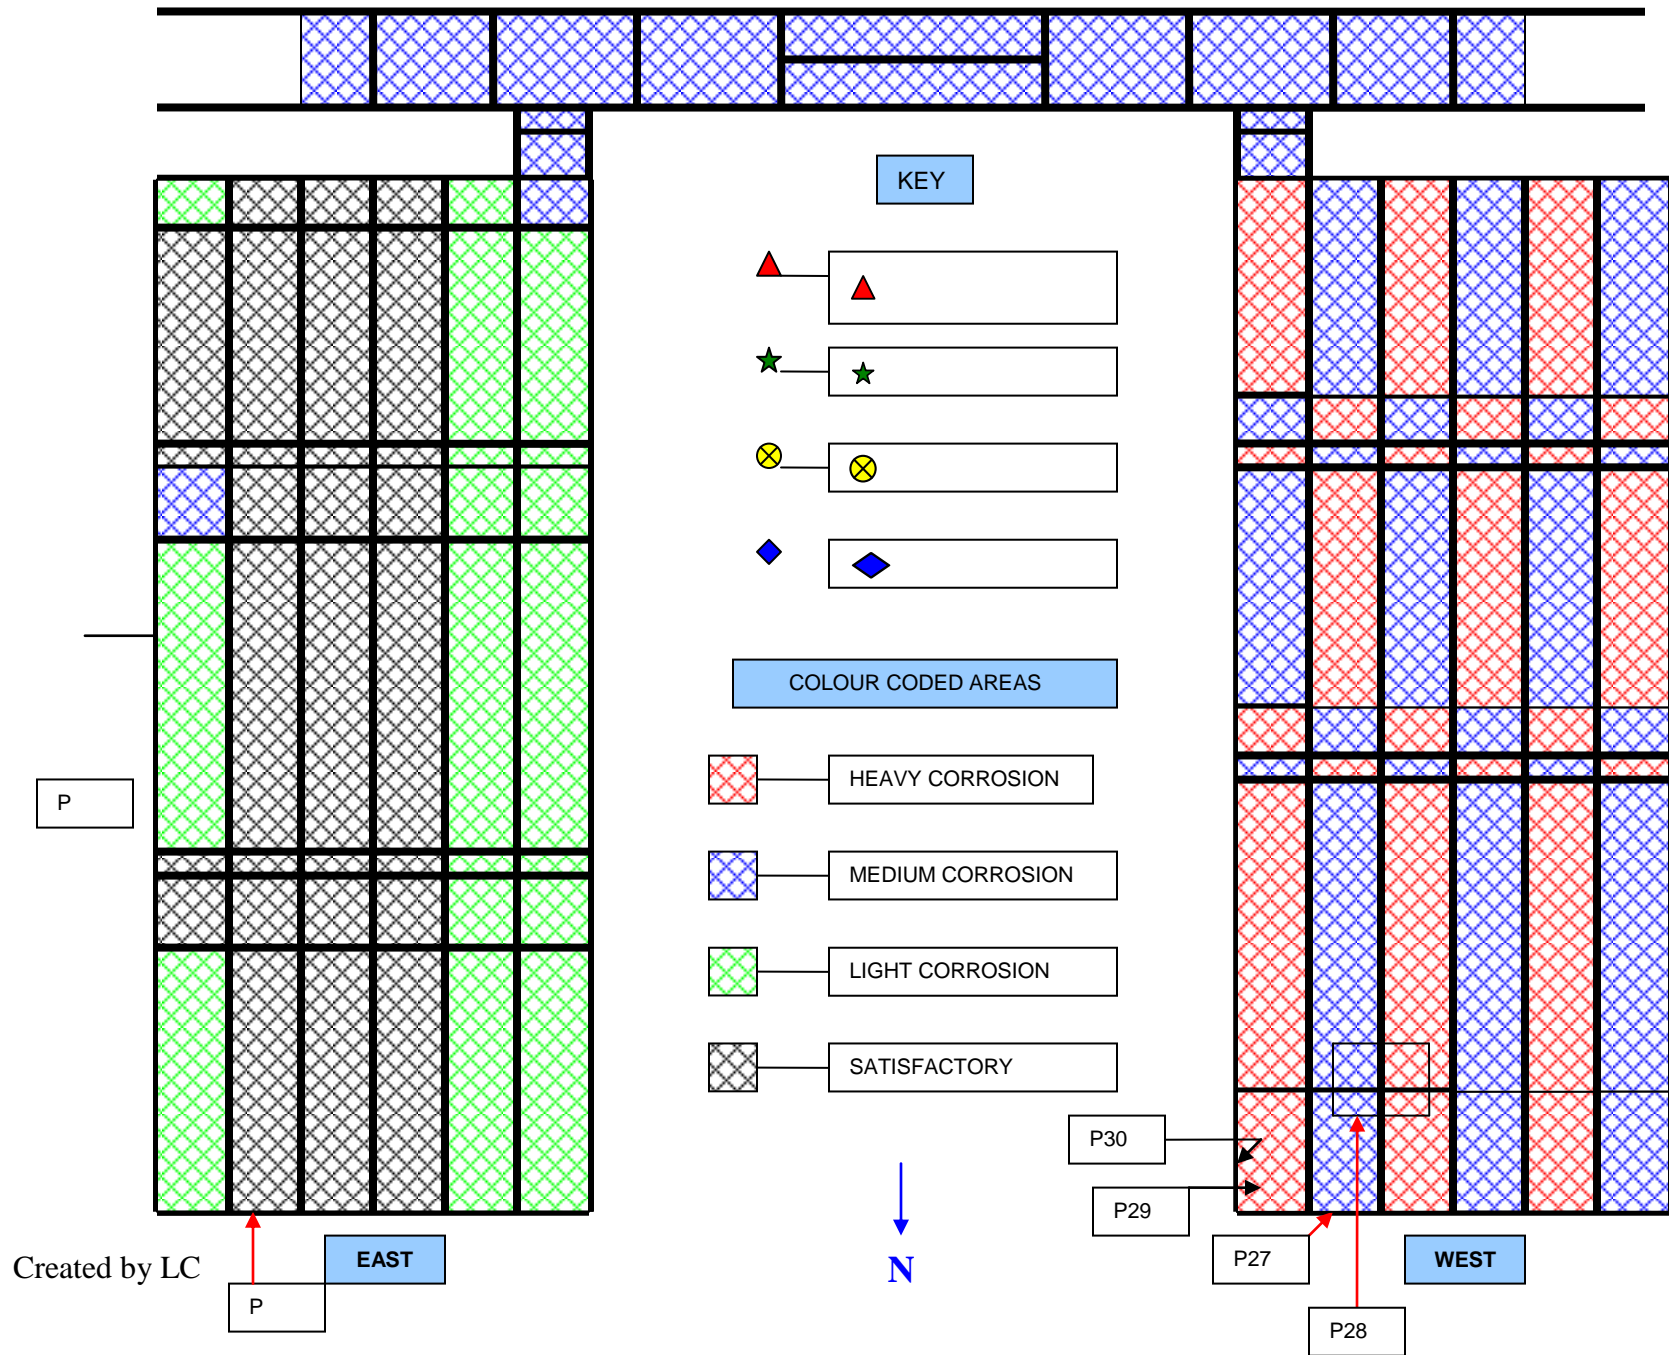 KEY
COLOUR CODED AREAS
HEAVY CORROSION
P
MEDIUM CORROSION
LIGHT CORROSION
SATISFACTORY
P30
P29
EAST
Created by LC
N
P27
WEST
P
P28